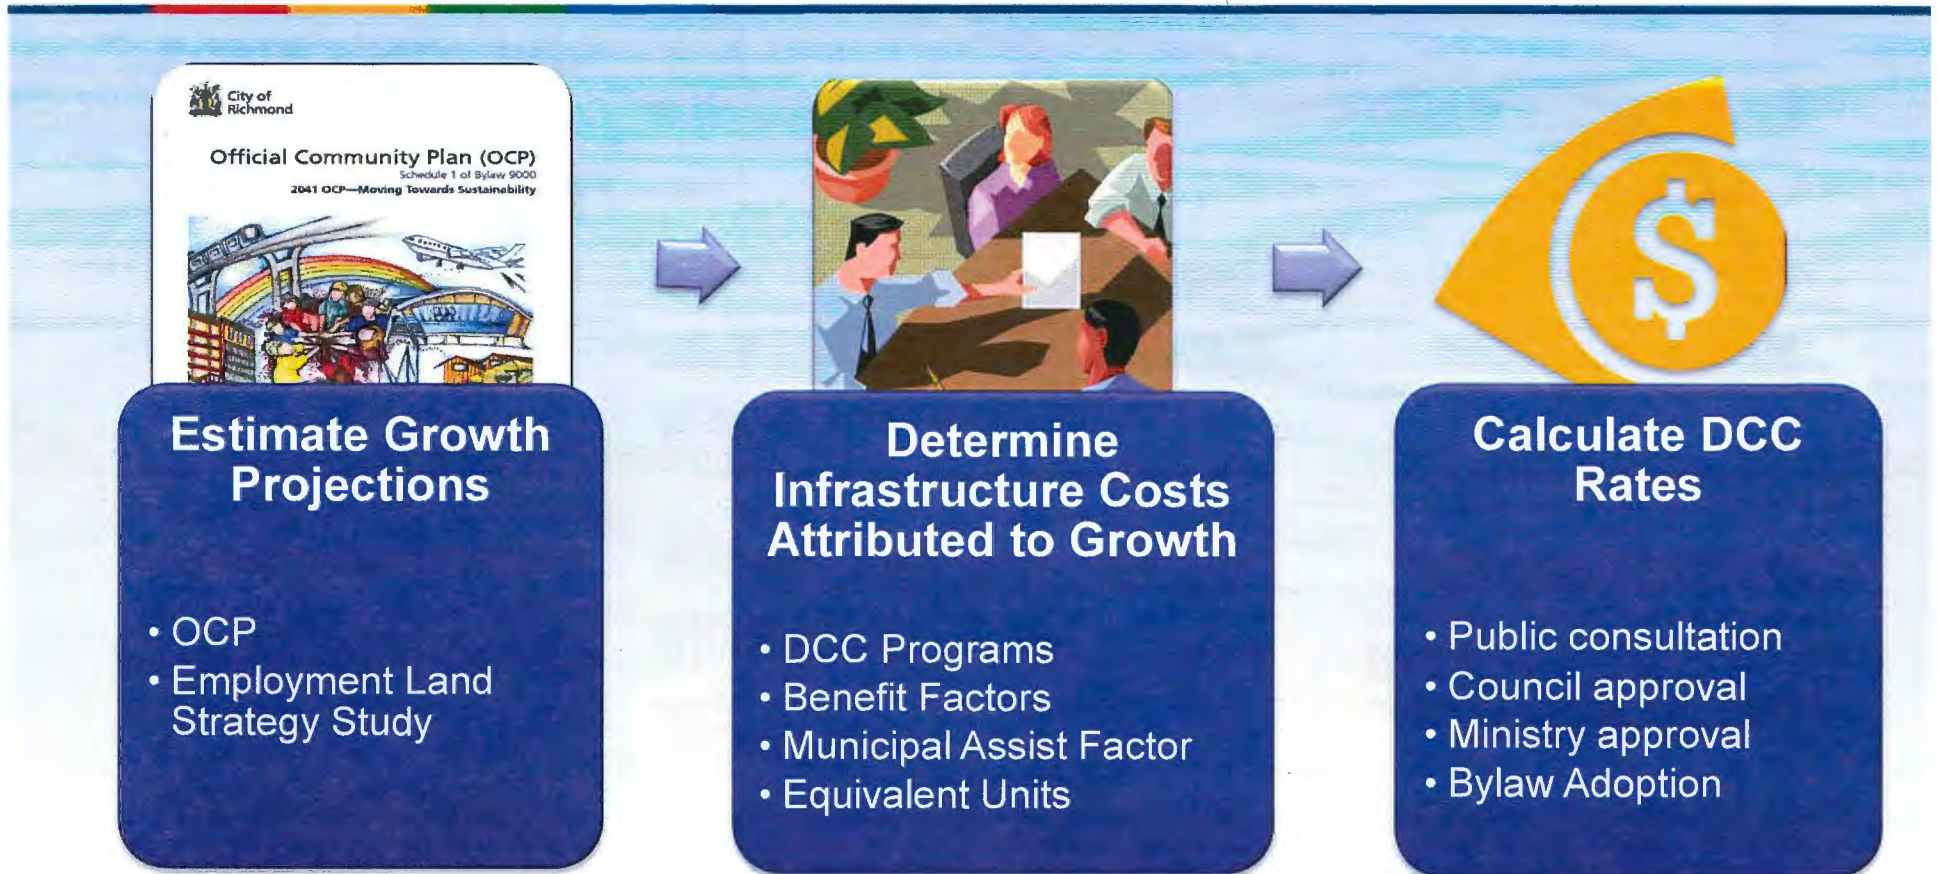 City of
Richmond
Official Community Plan (OCP)
Schedule 1 of Bylaw 9000
2041 OCP—Moving Towards Sustainability
$
Estimate Growth
Projections
• OCP
• Employment Land
Strategy Study
Determine
Infrastructure Costs
Attributed to Growth
• DCC Programs
• Benefit Factors
• Municipal Assist Factor
• Equivalent Units
Calculate DCC
Rates
• Public consultation
• Council approval
• Ministry approval
• Bylaw Adoption